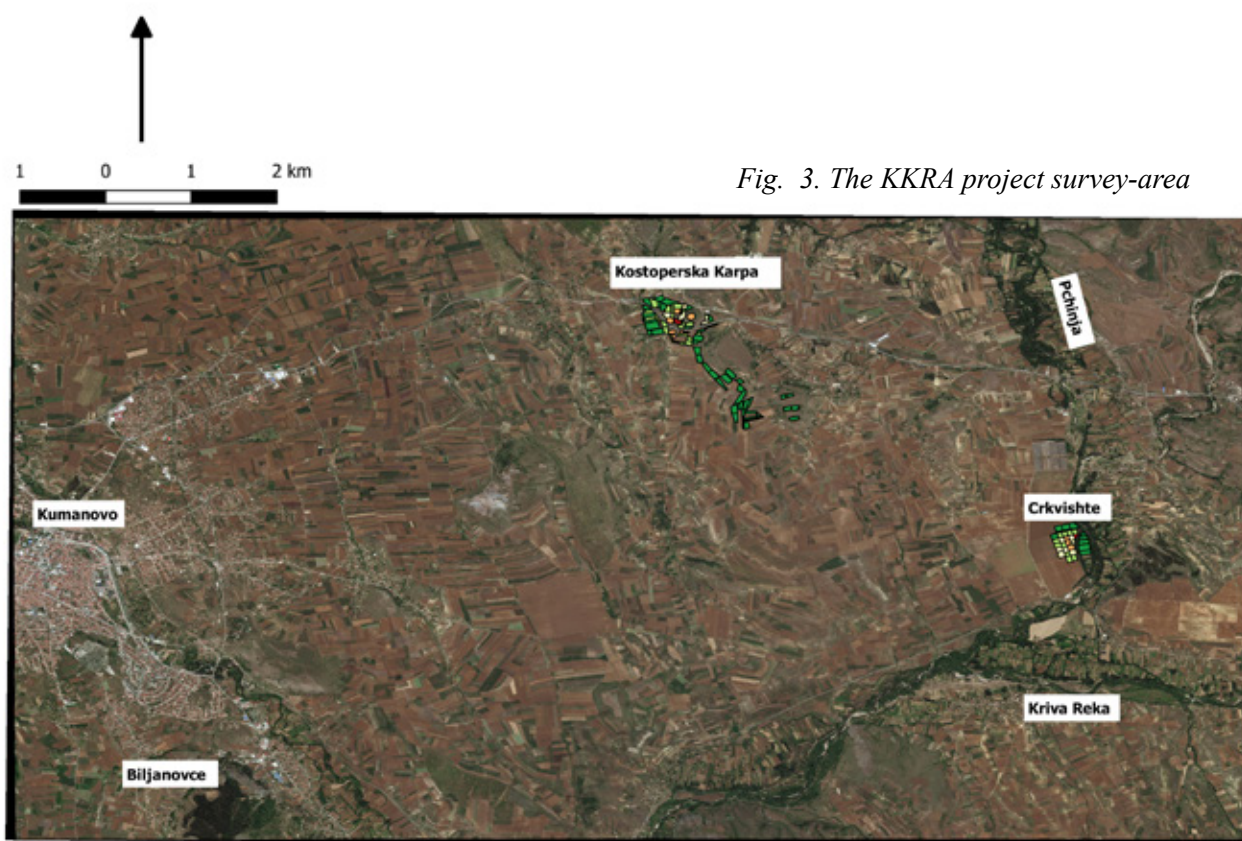 1 0 1 2 km
Fig. 3. The KKRA project survey-area
Kostoperska Karpa
Pchinja
Kumanovo
Crkvishte
Kriva Reka
Biljanovce